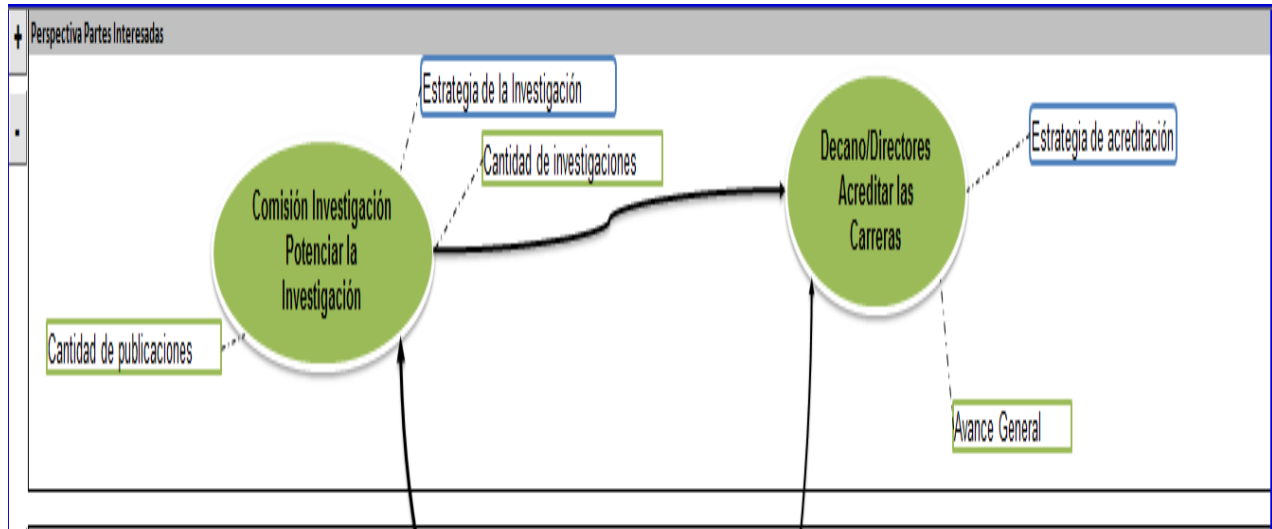 +
Perspectiva Partes Interesadas
-
Estrategia de la Investigación
Cantidad de investigaciones
Comisión Investigación
Potenciar la
Investigación
Cantidad de publicaciones
Decano/Directores
Acreditar las
Carreras
Estrategia de acreditación
Avance General